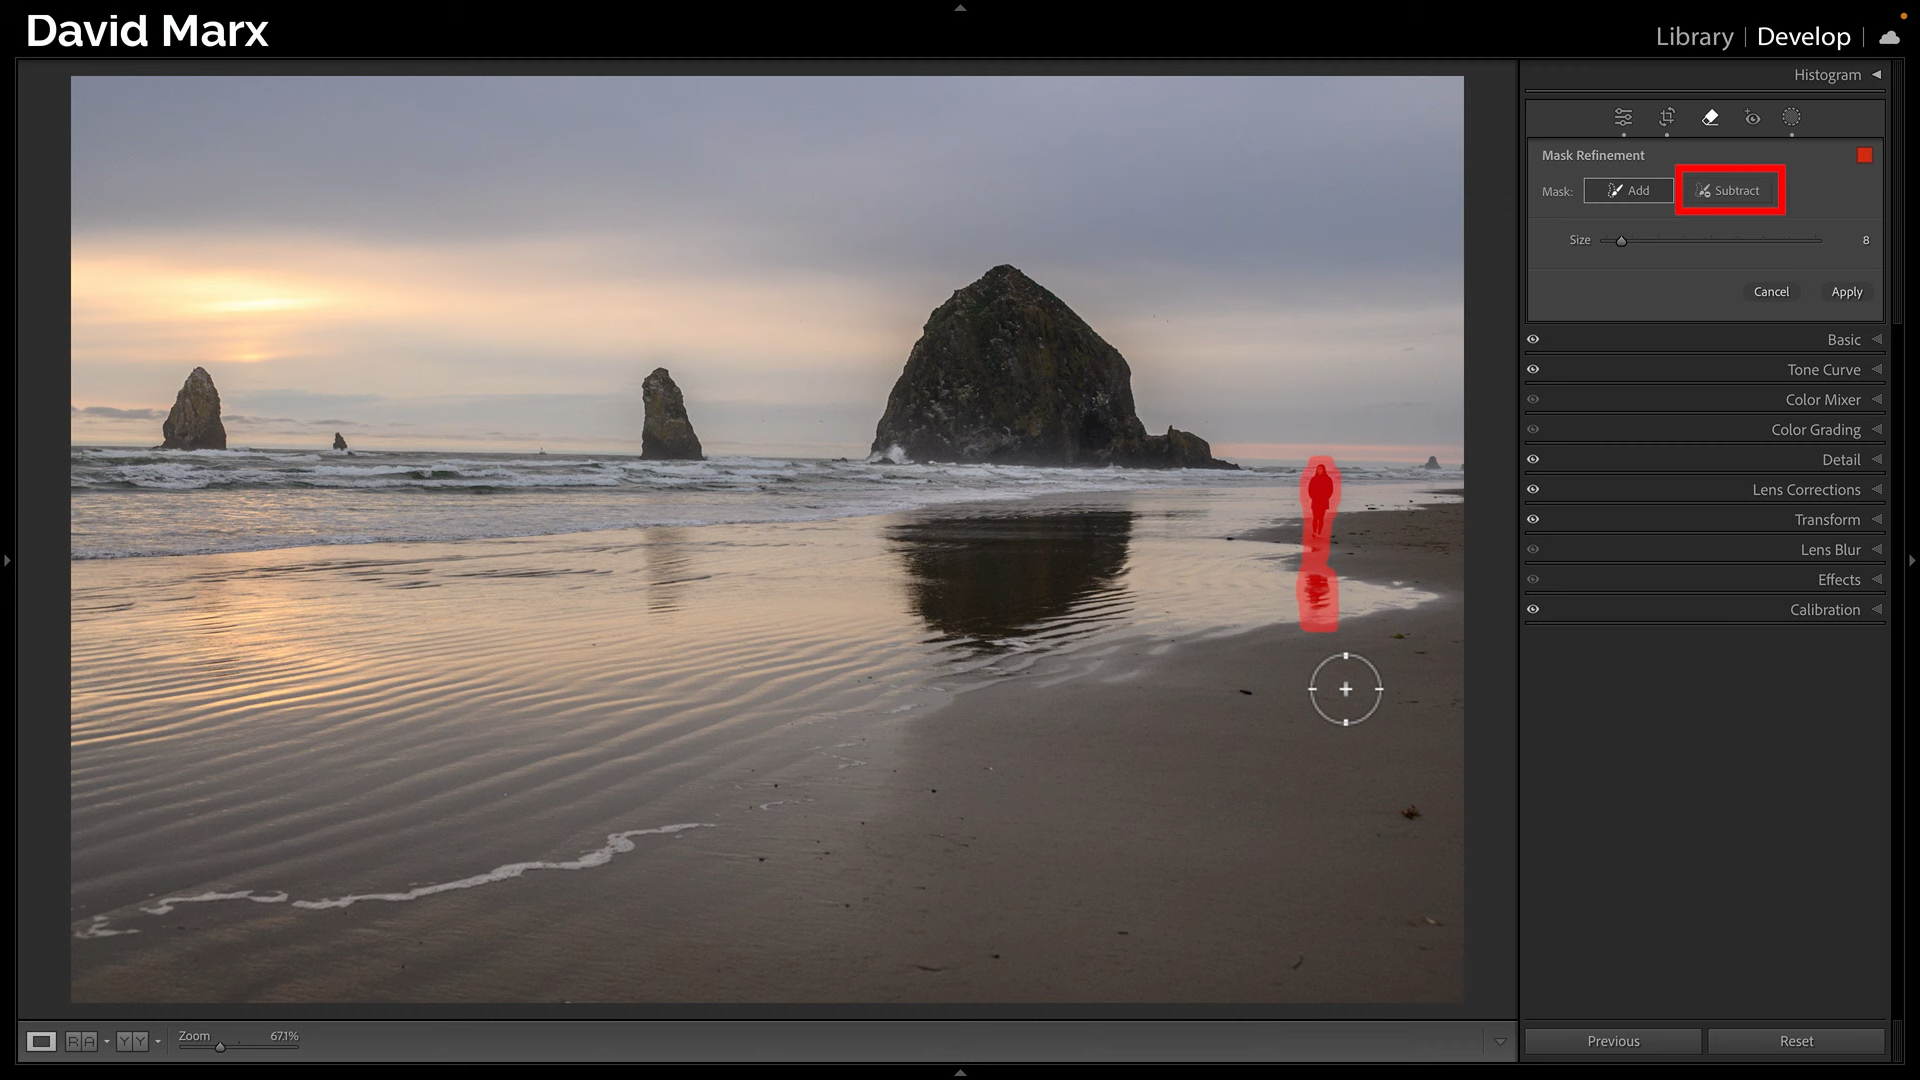 David Marx
Library | Develop |
Histogram
Mask Refinement
Mask: Add Subtract
Size 8
Cancel Apply
Basic
Tone Curve
Color Mixer
Color Grading
Detail
Lens Corrections
Transform
Lens Blur
Effects
Calibration
R A Y Y Zoom 67.1%
Previous Reset